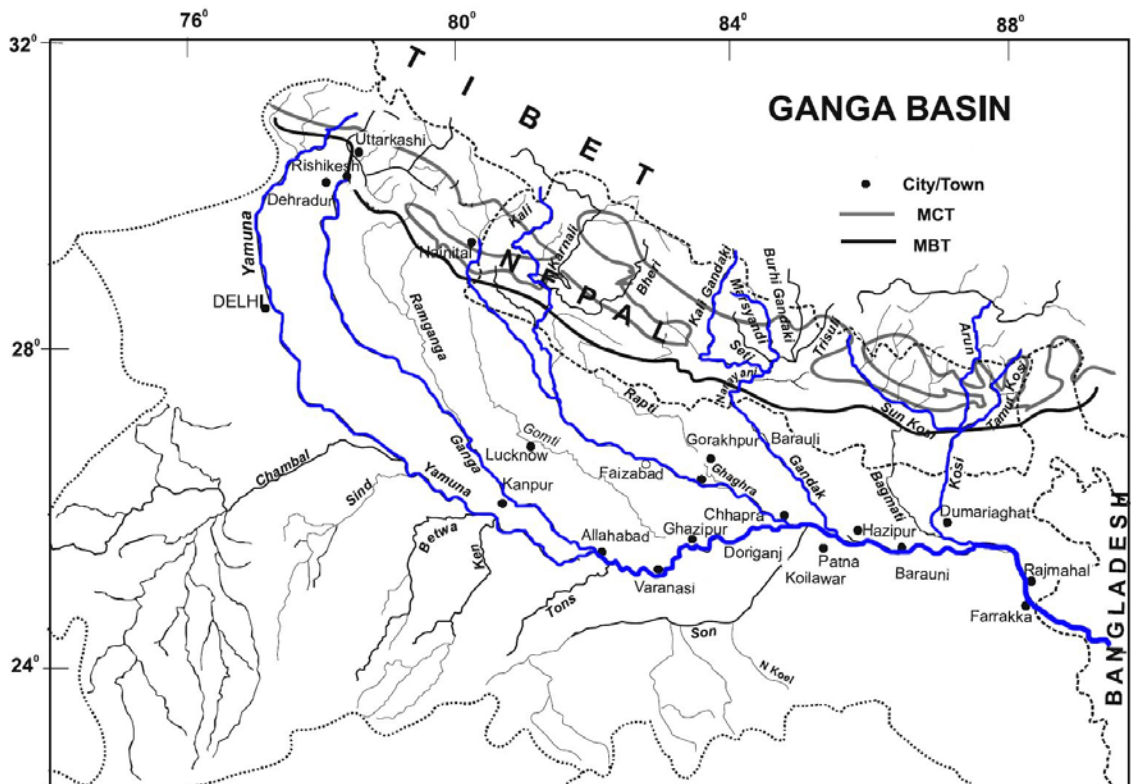 76°
80°
84°
88°
32°
28°
24°
TIBET
GANGA BASIN
City/Town
MCT
MBT
Uttarkashi
Rishikesh
Dehradun
Yamuna
DELHI
Nainital
Kali
Karnali
NEPAL
Bheri
Kali Gandaki
Marsyandi
Burhi Gandaki
Seti
Trisuli
Narayani
Arun
Tamur Kosi
Sun Kosi
Ramganga
Rapti
Gomti
Lucknow
Ganga
Kanpur
Faizabad
Gorakhpur
Ghaghra
Barauli
Gandak
Bagmati
Kosi
Dumariaghat
Chambal
Sind
Yamuna
Betwa
Ken
Allahabad
Ghazipur
Chhapra
Doriganj
Varanasi
Hazipur
Patna
Koilawar
Barauni
Rajmahal
Farrakka
Tons
Son
N Koel
BANGLADESH